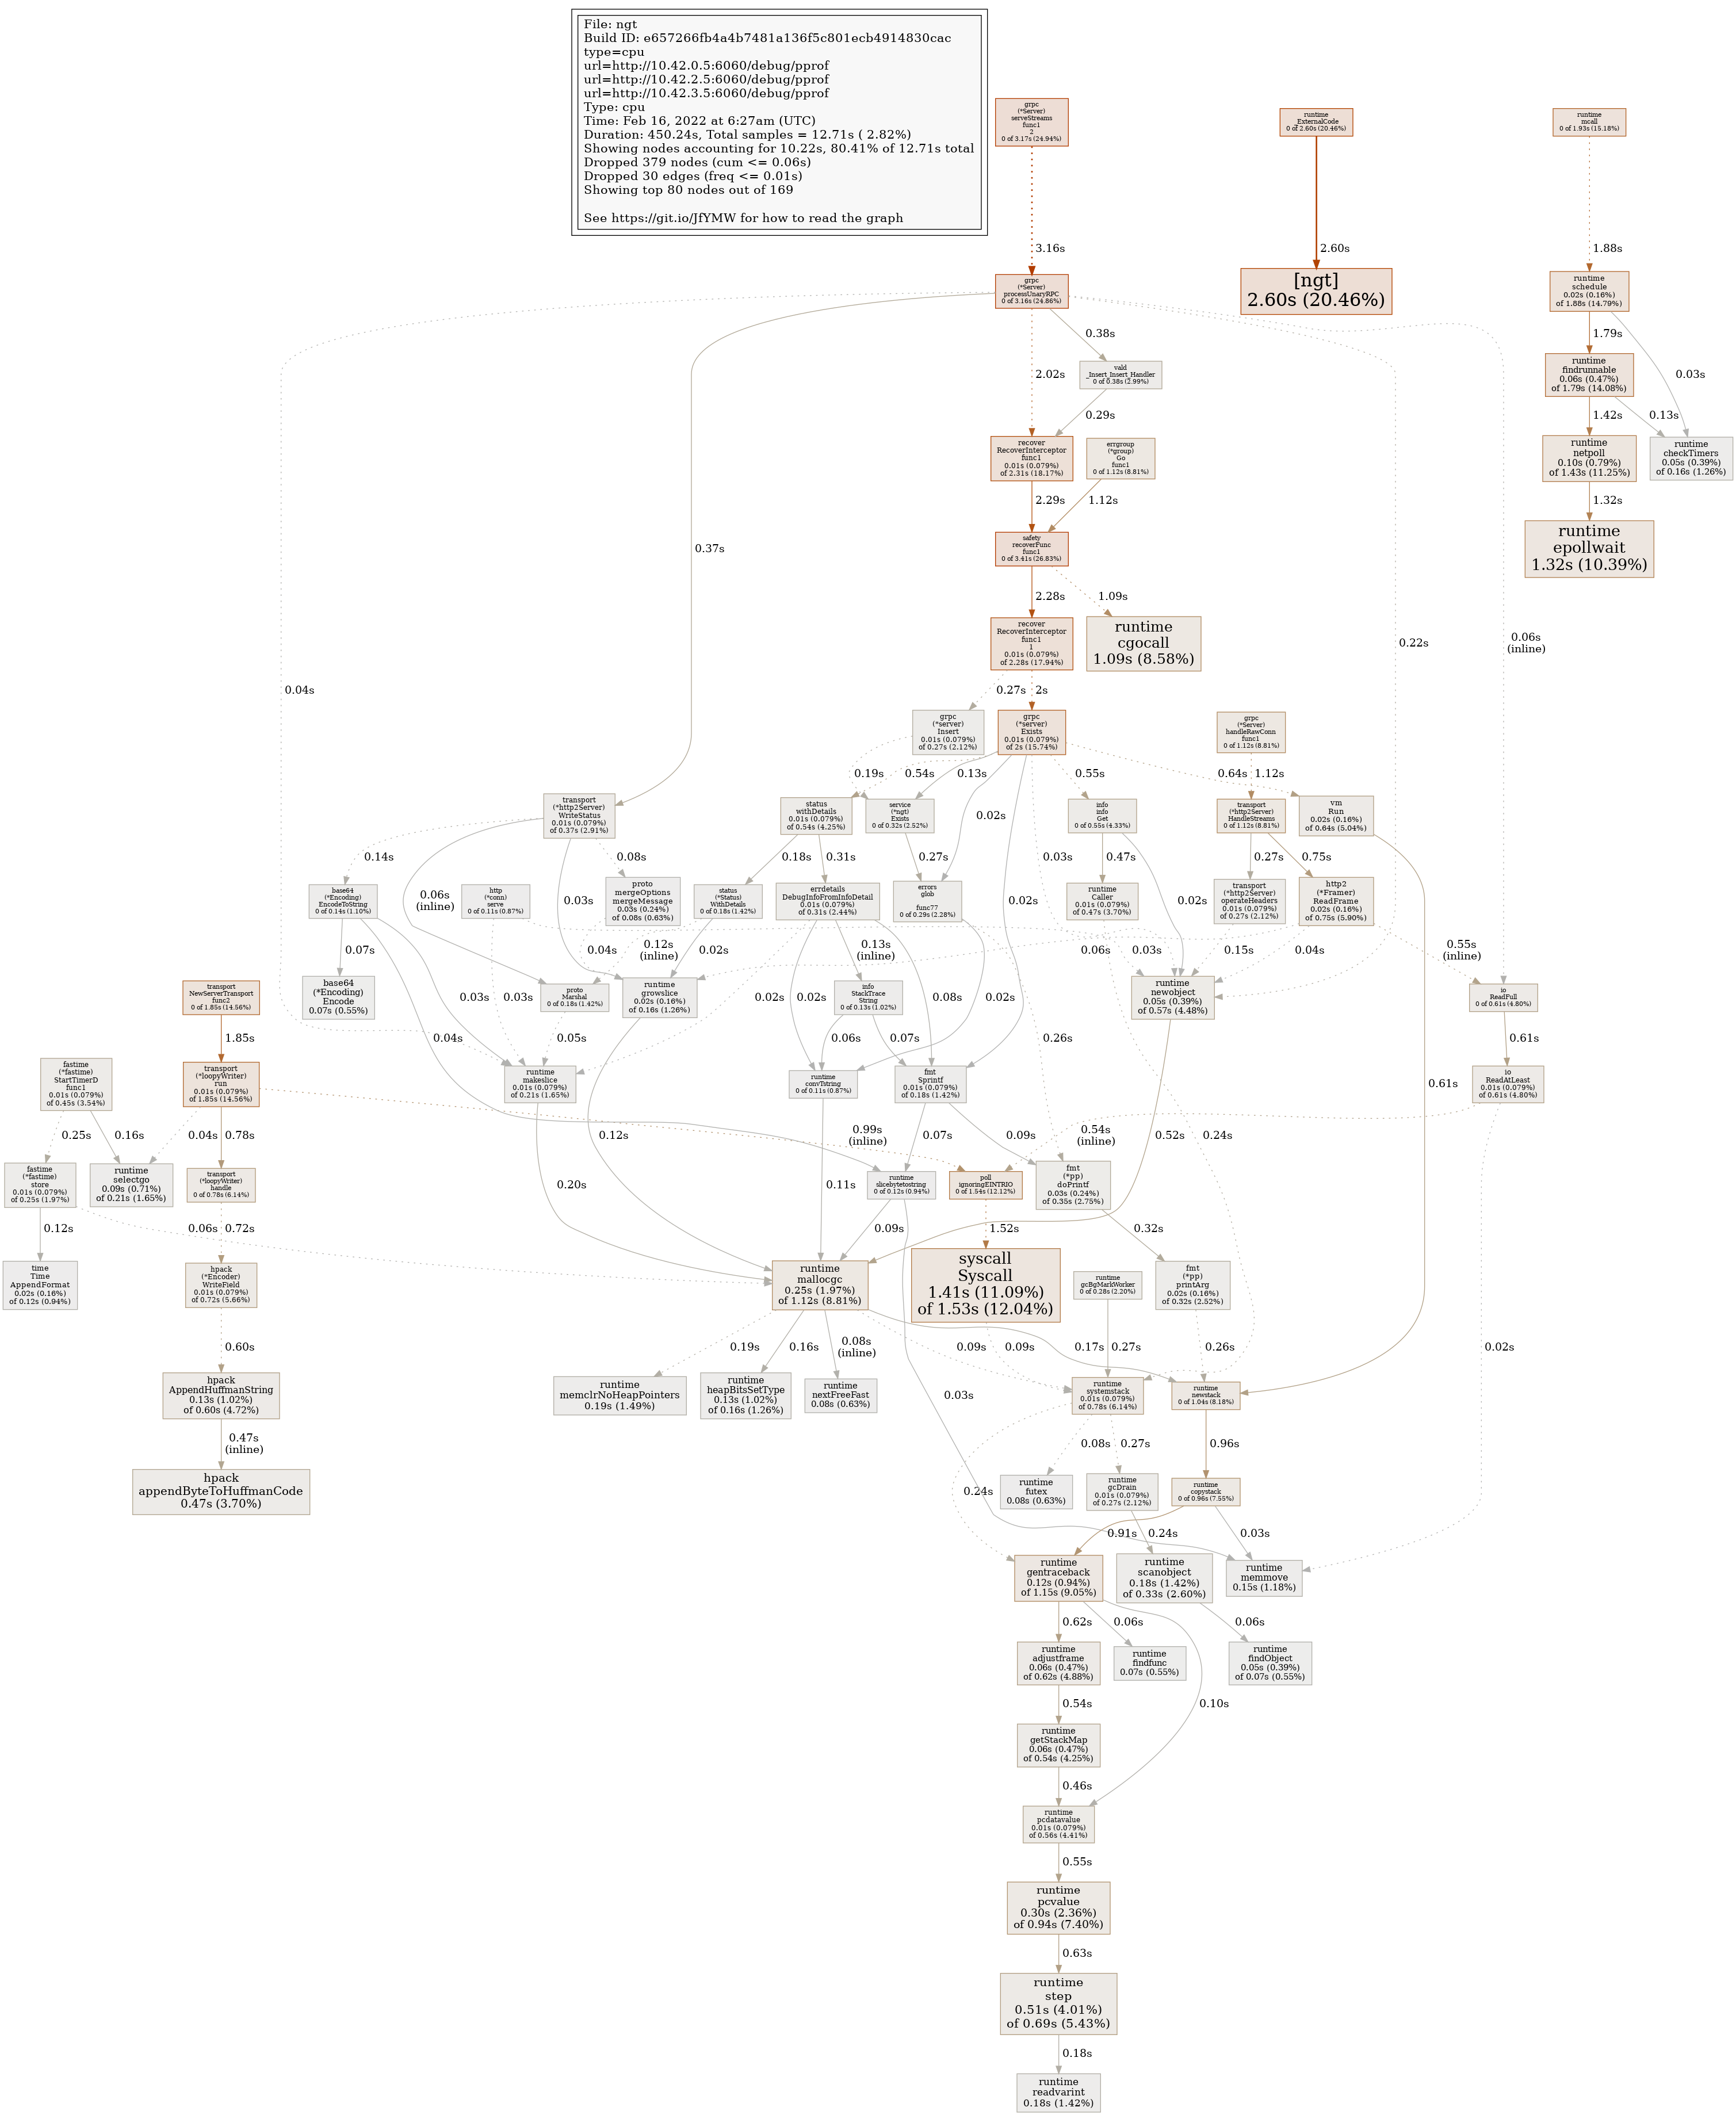 File: ngt
Build ID: e657266fb4a4b7481a136f5c801ecb4914830cac
type=cpu
url=http://10.42.0.5:6060/debug/pprof
url=http://10.42.2.5:6060/debug/pprof
url=http://10.42.3.5:6060/debug/pprof
Type: cpu
Time: Feb 16, 2022 at 6:27am (UTC)
Duration: 450.24s, Total samples = 12.71s ( 2.82%)
Showing nodes accounting for 10.22s, 80.41% of 12.71s total
Dropped 379 nodes (cum <= 0.06s)
Dropped 30 edges (freq <= 0.01s)
Showing top 80 nodes out of 169
See https://git.io/JfYMW for how to read the graph
grpc
(*Server)
serveStreams
func1
2
0 of 3.17s (24.94%)
runtime
_ExternalCode
0 of 2.60s (20.46%)
runtime
mcall
0 of 1.93s (15.18%)
3.16s
2.60s
1.88s
grpc
(*Server)
processUnaryRPC
0 of 3.16s (24.86%)
[ngt]
2.60s (20.46%)
runtime
schedule
0.02s (0.16%)
of 1.88s (14.79%)
0.38s
1.79s
2.02s
0.03s
vald
_Insert_Insert_Handler
0 of 0.38s (2.99%)
runtime
findrunnable
0.06s (0.47%)
of 1.79s (14.08%)
0.29s
1.42s
0.13s
recover
RecoverInterceptor
func1
0.01s (0.079%)
of 2.31s (18.17%)
errgroup
(*group)
Go
func1
0 of 1.12s (8.81%)
runtime
netpoll
0.10s (0.79%)
of 1.43s (11.25%)
runtime
checkTimers
0.05s (0.39%)
of 0.16s (1.26%)
2.29s
1.12s
1.32s
safety
recoverFunc
func1
0 of 3.41s (26.83%)
runtime
epollwait
1.32s (10.39%)
0.37s
2.28s
1.09s
recover
RecoverInterceptor
func1
1
0.01s (0.079%)
of 2.28s (17.94%)
runtime
cgocall
1.09s (8.58%)
0.22s
0.06s
(inline)
0.04s
0.27s
2s
grpc
(*server)
Insert
0.01s (0.079%)
of 0.27s (2.12%)
grpc
(*server)
Exists
0.01s (0.079%)
of 2s (15.74%)
grpc
(*Server)
handleRawConn
func1
0 of 1.12s (8.81%)
0.19s
0.54s
0.13s
0.55s
0.64s
1.12s
transport
(*http2Server)
WriteStatus
0.01s (0.079%)
of 0.37s (2.91%)
status
withDetails
0.01s (0.079%)
of 0.54s (4.25%)
service
(*ngt)
Exists
0 of 0.32s (2.52%)
info
info
Get
0 of 0.55s (4.33%)
transport
(*http2Server)
HandleStreams
0 of 1.12s (8.81%)
vm
Run
0.02s (0.16%)
of 0.64s (5.04%)
0.02s
0.14s
0.08s
0.18s
0.31s
0.27s
0.03s
0.47s
0.27s
0.75s
base64
(*Encoding)
EncodeToString
0 of 0.14s (1.10%)
http
(*conn)
serve
0 of 0.11s (0.87%)
proto
mergeOptions
mergeMessage
0.03s (0.24%)
of 0.08s (0.63%)
status
(*Status)
WithDetails
0 of 0.18s (1.42%)
errdetails
DebugInfoFromInfoDetail
0.01s (0.079%)
of 0.31s (2.44%)
errors
glob
.
func77
0 of 0.29s (2.28%)
runtime
Caller
0.01s (0.079%)
of 0.47s (3.70%)
transport
(*http2Server)
operateHeaders
0.01s (0.079%)
of 0.27s (2.12%)
http2
(*Framer)
ReadFrame
0.02s (0.16%)
of 0.75s (5.90%)
0.06s
(inline)
0.03s
0.02s
0.02s
0.07s
0.04s
0.12s
(inline)
0.02s
0.13s
(inline)
0.06s
0.03s
0.15s
0.04s
0.55s
(inline)
transport
NewServerTransport
func2
0 of 1.85s (14.56%)
base64
(*Encoding)
Encode
0.07s (0.55%)
proto
Marshal
0 of 0.18s (1.42%)
runtime
growslice
0.02s (0.16%)
of 0.16s (1.26%)
info
StackTrace
String
0 of 0.13s (1.02%)
runtime
newobject
0.05s (0.39%)
of 0.57s (4.48%)
io
ReadFull
0 of 0.61s (4.80%)
0.03s
0.03s
0.02s
0.02s
0.08s
0.02s
1.85s
0.04s
0.05s
0.06s
0.07s
0.26s
0.61s
fastime
(*fastime)
StartTimerD
func1
0.01s (0.079%)
of 0.45s (3.54%)
transport
(*loopyWriter)
run
0.01s (0.079%)
of 1.85s (14.56%)
runtime
makeslice
0.01s (0.079%)
of 0.21s (1.65%)
runtime
convTstring
0 of 0.11s (0.87%)
fmt
Sprintf
0.01s (0.079%)
of 0.18s (1.42%)
io
ReadAtLeast
0.01s (0.079%)
of 0.61s (4.80%)
0.61s
0.25s
0.16s
0.04s
0.78s
0.12s
0.99s
(inline)
0.07s
0.09s
0.54s
(inline)
0.52s
0.24s
fastime
(*fastime)
store
0.01s (0.079%)
of 0.25s (1.97%)
runtime
selectgo
0.09s (0.71%)
of 0.21s (1.65%)
transport
(*loopyWriter)
handle
0 of 0.78s (6.14%)
runtime
slicebytetostring
0 of 0.12s (0.94%)
poll
ignoringEINTRIO
0 of 1.54s (12.12%)
fmt
(*pp)
doPrintf
0.03s (0.24%)
of 0.35s (2.75%)
0.20s
0.11s
0.12s
0.06s
0.72s
0.09s
1.52s
0.32s
time
Time
AppendFormat
0.02s (0.16%)
of 0.12s (0.94%)
hpack
(*Encoder)
WriteField
0.01s (0.079%)
of 0.72s (5.66%)
runtime
mallocgc
0.25s (1.97%)
of 1.12s (8.81%)
syscall
Syscall
1.41s (11.09%)
of 1.53s (12.04%)
runtime
gcBgMarkWorker
0 of 0.28s (2.20%)
fmt
(*pp)
printArg
0.02s (0.16%)
of 0.32s (2.52%)
0.60s
0.19s
0.16s
0.08s
(inline)
0.09s
0.09s
0.17s
0.27s
0.26s
0.02s
hpack
AppendHuffmanString
0.13s (1.02%)
of 0.60s (4.72%)
runtime
memclrNoHeapPointers
0.19s (1.49%)
runtime
heapBitsSetType
0.13s (1.02%)
of 0.16s (1.26%)
runtime
nextFreeFast
0.08s (0.63%)
runtime
systemstack
0.01s (0.079%)
of 0.78s (6.14%)
runtime
newstack
0 of 1.04s (8.18%)
0.03s
0.47s
(inline)
0.08s
0.27s
0.96s
hpack
appendByteToHuffmanCode
0.47s (3.70%)
0.24s
runtime
futex
0.08s (0.63%)
runtime
gcDrain
0.01s (0.079%)
of 0.27s (2.12%)
runtime
copystack
0 of 0.96s (7.55%)
0.91s
0.24s
0.03s
runtime
gentraceback
0.12s (0.94%)
of 1.15s (9.05%)
runtime
scanobject
0.18s (1.42%)
of 0.33s (2.60%)
runtime
memmove
0.15s (1.18%)
0.62s
0.06s
0.06s
runtime
adjustframe
0.06s (0.47%)
of 0.62s (4.88%)
runtime
findfunc
0.07s (0.55%)
runtime
findObject
0.05s (0.39%)
of 0.07s (0.55%)
0.54s
0.10s
runtime
getStackMap
0.06s (0.47%)
of 0.54s (4.25%)
0.46s
runtime
pcdatavalue
0.01s (0.079%)
of 0.56s (4.41%)
0.55s
runtime
pcvalue
0.30s (2.36%)
of 0.94s (7.40%)
0.63s
runtime
step
0.51s (4.01%)
of 0.69s (5.43%)
0.18s
runtime
readvarint
0.18s (1.42%)